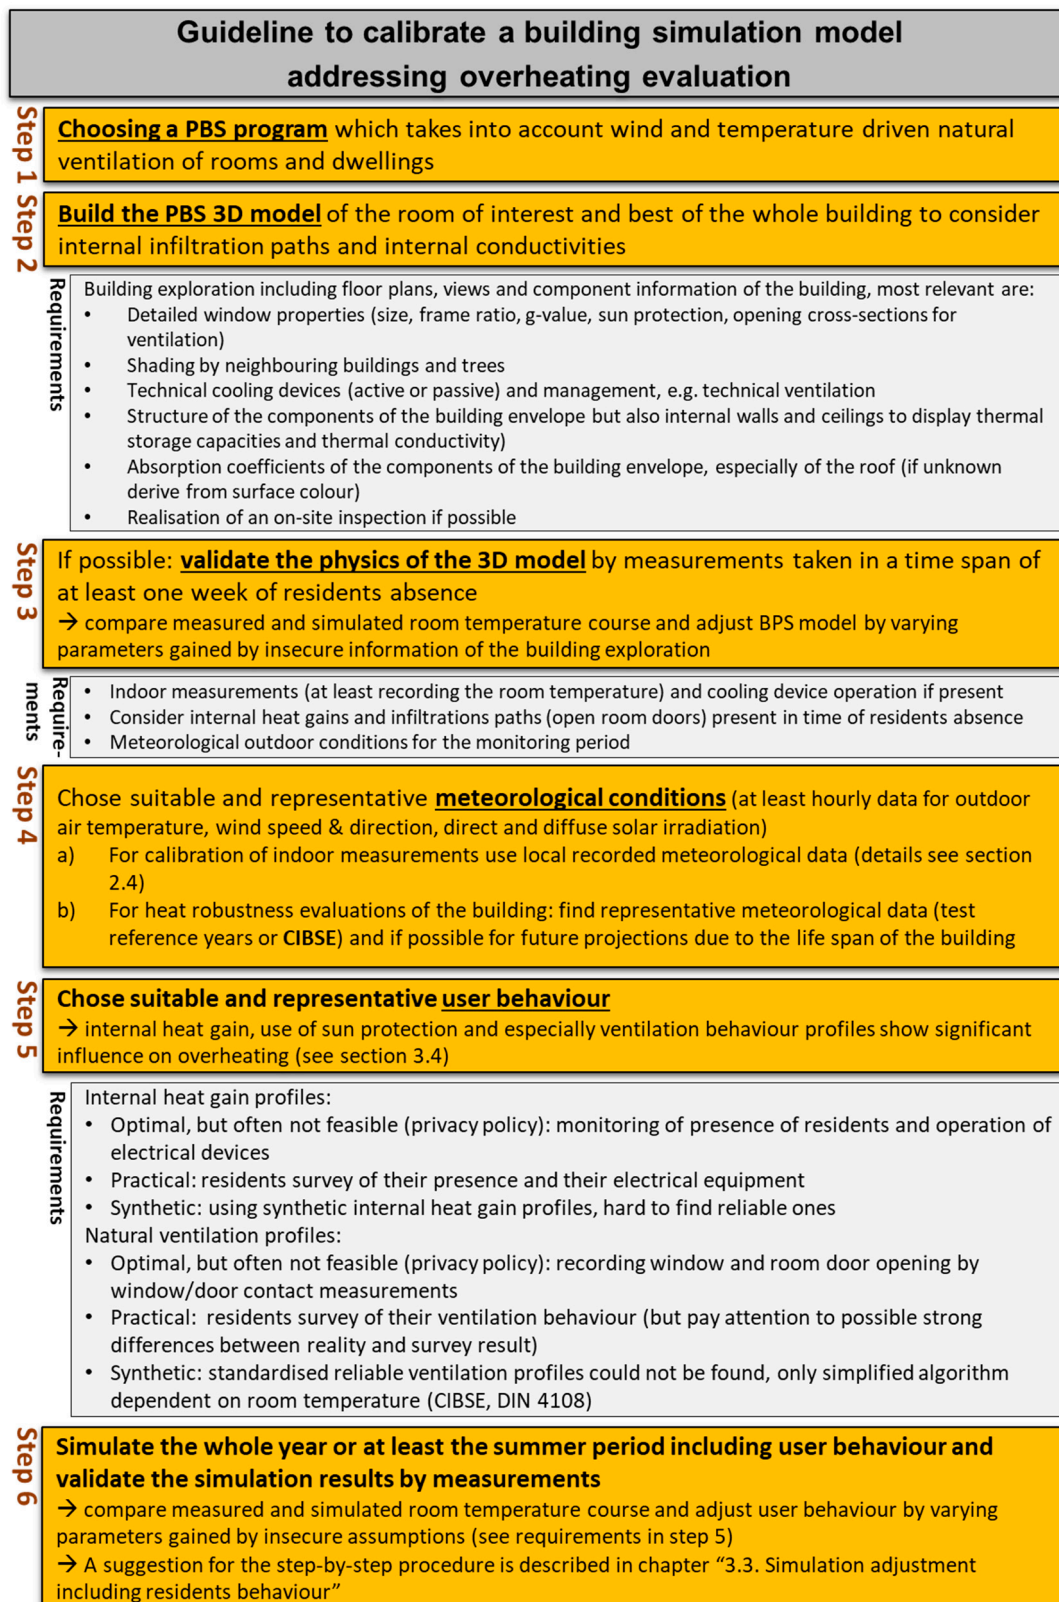 Guideline to calibrate a building simulation model
addressing overheating evaluation
Step 1
Choosing a PBS program which takes into account wind and temperature driven natural
ventilation of rooms and dwellings
Step 2
Build the PBS 3D model of the room of interest and best of the whole building to consider
internal infiltration paths and internal conductivities
Requirements
Building exploration including floor plans, views and component information of the building, most relevant are:
• Detailed window properties (size, frame ratio, g-value, sun protection, opening cross-sections for
ventilation)
• Shading by neighbouring buildings and trees
• Technical cooling devices (active or passive) and management, e.g. technical ventilation
• Structure of the components of the building envelope but also internal walls and ceilings to display thermal
storage capacities and thermal conductivity)
• Absorption coefficients of the components of the building envelope, especially of the roof (if unknown
derive from surface colour)
• Realisation of an on-site inspection if possible
Step 3
If possible: validate the physics of the 3D model by measurements taken in a time span of
at least one week of residents absence
→ compare measured and simulated room temperature course and adjust BPS model by varying
parameters gained by insecure information of the building exploration
Require-
ments
• Indoor measurements (at least recording the room temperature) and cooling device operation if present
• Consider internal heat gains and infiltrations paths (open room doors) present in time of residents absence
• Meteorological outdoor conditions for the monitoring period
Step 4
Chose suitable and representative meteorological conditions (at least hourly data for outdoor
air temperature, wind speed & direction, direct and diffuse solar irradiation)
a) For calibration of indoor measurements use local recorded meteorological data (details see section
2.4)
b) For heat robustness evaluations of the building: find representative meteorological data (test
reference years or CIBSE) and if possible for future projections due to the life span of the building
Step 5
Chose suitable and representative user behaviour
→ internal heat gain, use of sun protection and especially ventilation behaviour profiles show significant
influence on overheating (see section 3.4)
Requirements
Internal heat gain profiles:
• Optimal, but often not feasible (privacy policy): monitoring of presence of residents and operation of
electrical devices
• Practical: residents survey of their presence and their electrical equipment
• Synthetic: using synthetic internal heat gain profiles, hard to find reliable ones
Natural ventilation profiles:
• Optimal, but often not feasible (privacy policy): recording window and room door opening by
window/door contact measurements
• Practical: residents survey of their ventilation behaviour (but pay attention to possible strong
differences between reality and survey result)
• Synthetic: standardised reliable ventilation profiles could not be found, only simplified algorithm
dependent on room temperature (CIBSE, DIN 4108)
Step 6
Simulate the whole year or at least the summer period including user behaviour and
validate the simulation results by measurements
→ compare measured and simulated room temperature course and adjust user behaviour by varying
parameters gained by insecure assumptions (see requirements in step 5)
→ A suggestion for the step-by-step procedure is described in chapter “3.3. Simulation adjustment
including residents behaviour”